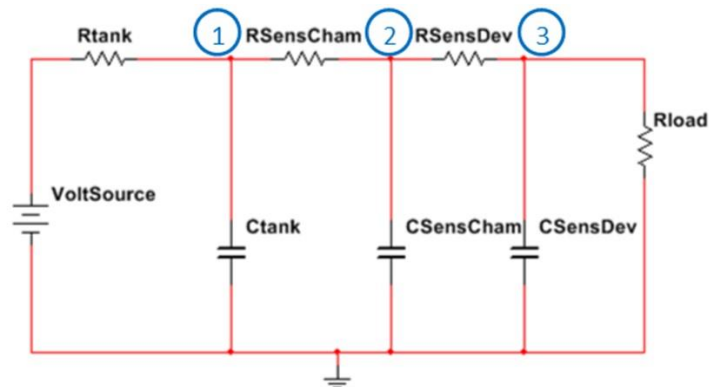 Rtank
1
RSensCham
2
RSensDev
3
Rload
VoltSource
Ctank
CSensCham
CSensDev